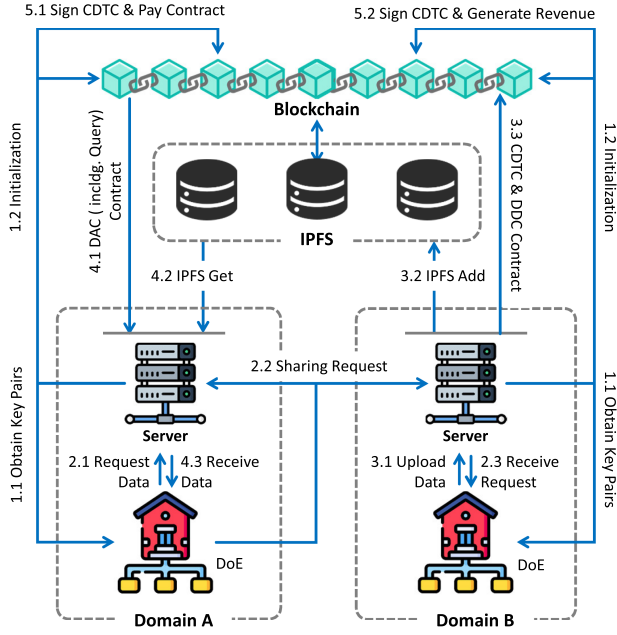 5.1 Sign CDTC & Pay Contract
5.2 Sign CDTC & Generate Revenue
Blockchain
1.2 Initialization
4.1 DAC ( incldg. Query)
Contract
3.3 CDTC & DDC Contract
1.2 Initialization
IPFS
4.2 IPFS Get
3.2 IPFS Add
2.2 Sharing Request
1.1 Obtain Key Pairs
Server
Server
1.1 Obtain Key Pairs
2.1 Request
Data
4.3 Receive
Data
3.1 Upload
Data
2.3 Receive
Request
DoE
DoE
Domain A
Domain B